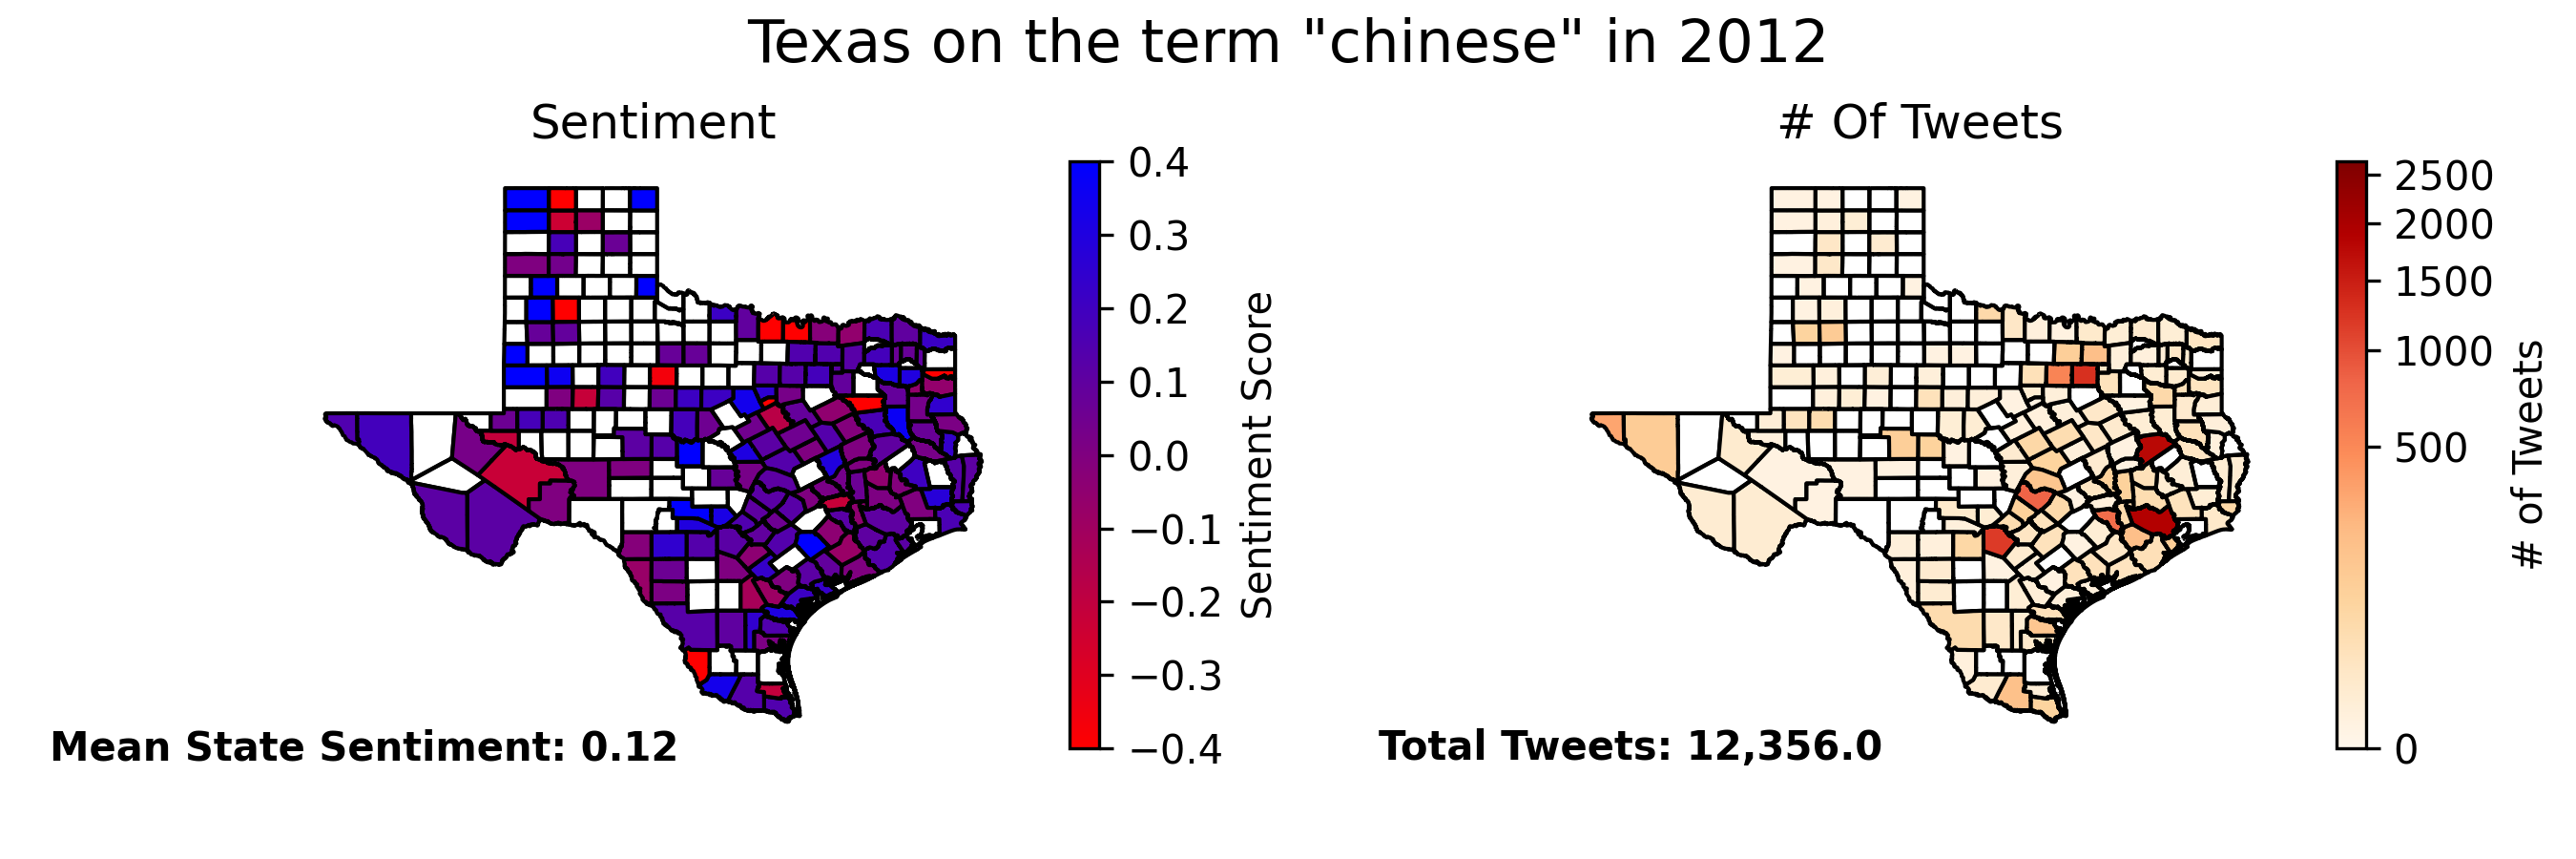 Texas on the term "chinese" in 2012
Sentiment
0.4
0.3
0.2
0.1
0.0
−0.1
−0.2
−0.3
−0.4
Sentiment Score
Mean State Sentiment: 0.12
# Of Tweets
2500
2000
1500
1000
500
0
# of Tweets
Total Tweets: 12,356.0